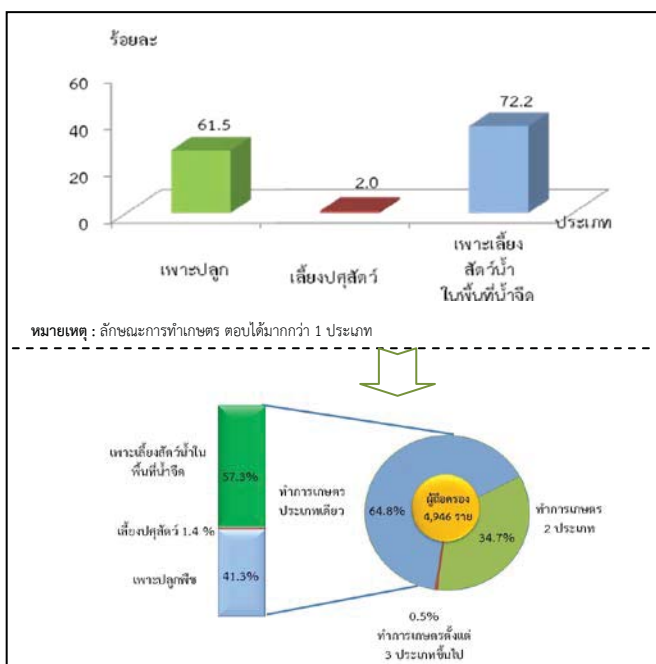 ร้อยละ
60
40
20
0
61.5
2.0
72.2
ประเภท
เพาะปลูก
เลี้ยงปศุสัตว์
เพาะเลี้ยง
สัตว์น้ำ
ในพื้นที่น้ำจืด
หมายเหตุ : ลักษณะการทำเกษตร ตอบได้มากกว่า 1 ประเภท
เพาะเลี้ยงสัตว์น้ำใน
พื้นที่น้ำจืด
57.3%
เลี้ยงปศุสัตว์ 1.4 %
เพาะปลูกพืช
41.3%
ทำการเกษตร
ประเภทเดียว
64.8%
ผู้ถือครอง
4,946 ราย
34.7%
ทำการเกษตร
2 ประเภท
0.5%
ทำการเกษตรตั้งแต่
3 ประเภทขึ้นไป